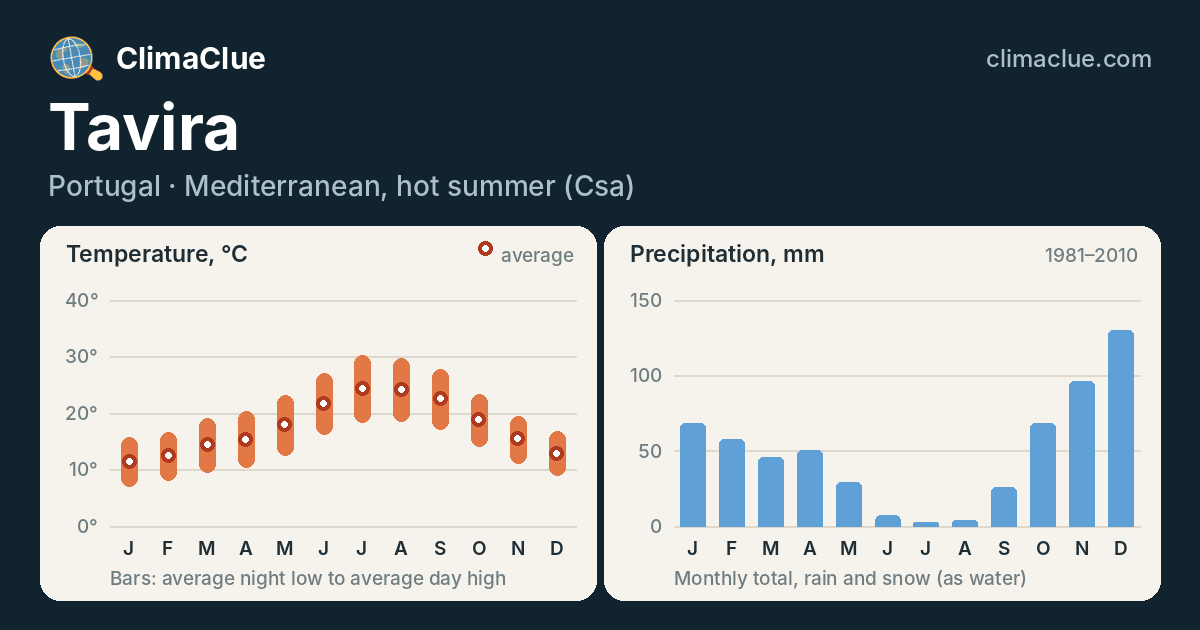 ClimaClue
climaclue.com
Tavira
Portugal · Mediterranean, hot summer (Csa)
Temperature, °C
average
40°
30°
20°
10°
0°
J F M A M J J A S O N D
Bars: average night low to average day high
Precipitation, mm
1981–2010
150
100
50
0
J F M A M J J A S O N D
Monthly total, rain and snow (as water)